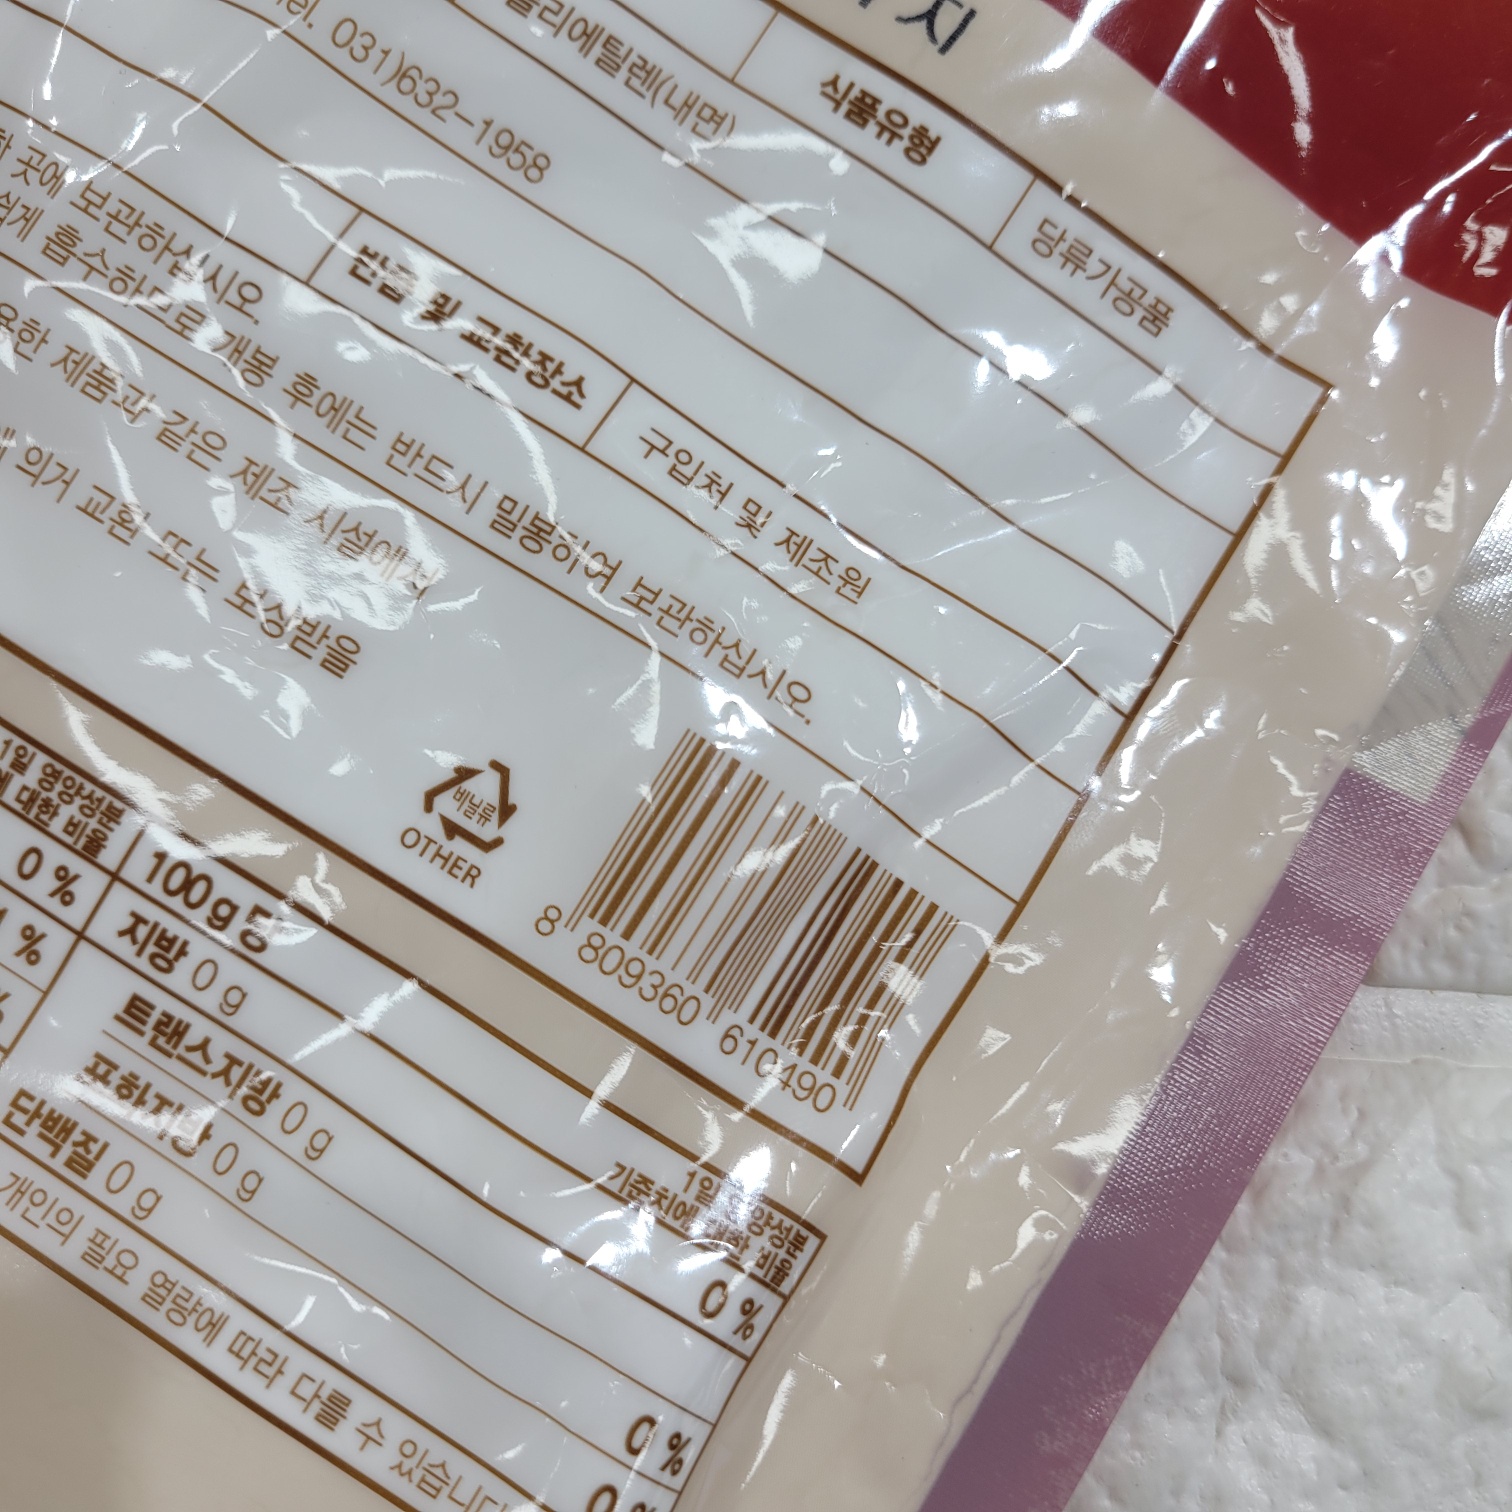 지
식품유형
당류가공품
폴리에틸렌(내면)
Tel. 031)632-1958
반품 및 교환장소
구입처 및 제조원
곳에 보관하십시오.
쉽게 흡수하므로 개봉 후에는 반드시 밀봉하여 보관하십시오.
제품과 같은 제조 시설에서
의거 교환 또는 보상받을
비닐류
OTHER
8 809360 610490
1일 영양성분
대한 비율
100g당
1일 영양성분
기준치에 대한 비율
0 %
지방 0 g
0 %
%
트랜스지방 0 g
%
포화지방 0 g
0 %
단백질 0 g
0 %
개인의 필요 열량에 따라 다를 수 있습니다